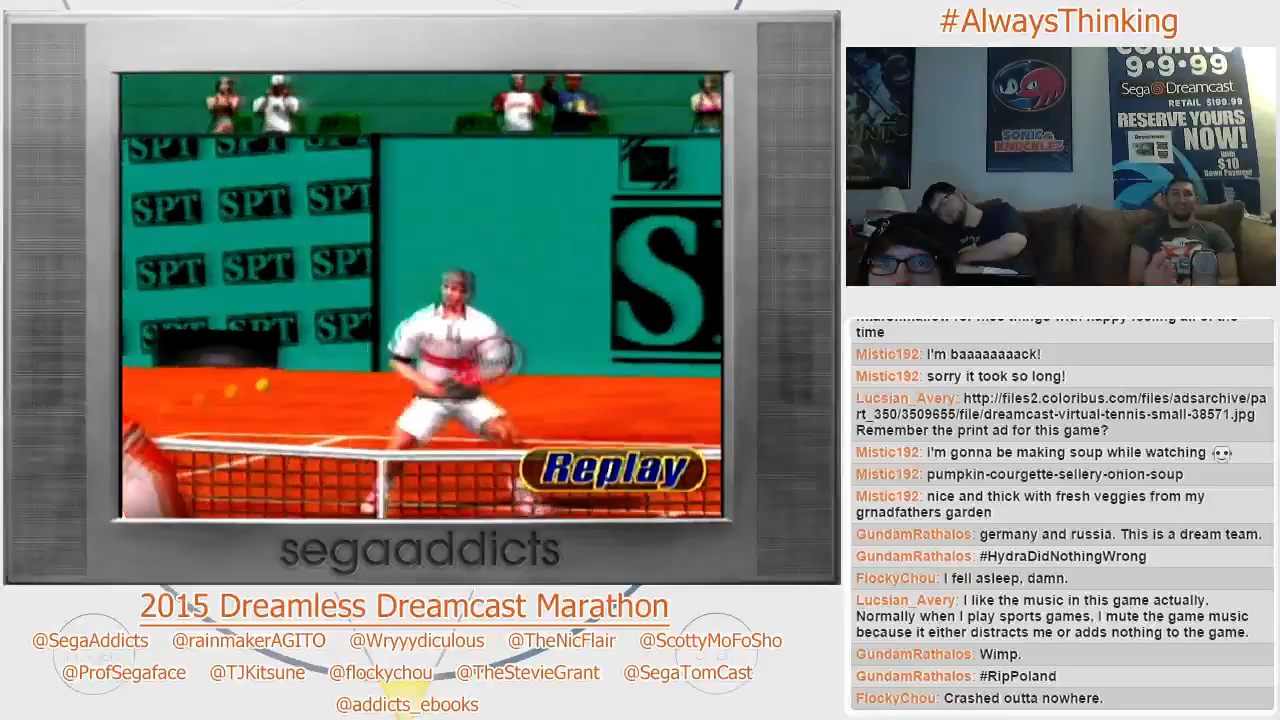 #AlwaysThinking
COMING
9·9·99
Sega Dreamcast
RETAIL $199.99
RESERVE YOURS
NOW!
$10
Down Payment
SONIC &
KNUCKLES
SPT SPT
SPT SPT SPT
SPT SPT SPT
SPT SPT SPT
S
Replay
segaaddicts
2015 Dreamless Dreamcast Marathon
@SegaAddicts @rainmakerAGITO @Wryyydiculous @TheNicFlair @ScottyMoFoSho
@ProfSegaface @TJKitsune @flockychou @TheStevieGrant @SegaTomCast
@addicts_ebooks
time
Mistic192: I'm baaaaaaaack!
Mistic192: sorry it took so long!
Lucsian_Avery: http://files2.coloribus.com/files/adsarchive/pa
rt_350/3509655/file/dreamcast-virtual-tennis-small-38571.jpg
Remember the print ad for this game?
Mistic192: I'm gonna be making soup while watching
Mistic192: pumpkin-courgette-sellery-onion-soup
Mistic192: nice and thick with fresh veggies from my
grnadfathers garden
GundamRathalos: germany and russia. This is a dream team.
GundamRathalos: #HydraDidNothingWrong
FlockyChou: I fell asleep, damn.
Lucsian_Avery: I like the music in this game actually.
Normally when I play sports games, I mute the game music
because it either distracts me or adds nothing to the game.
GundamRathalos: Wimp.
GundamRathalos: #RipPoland
FlockyChou: Crashed outta nowhere.